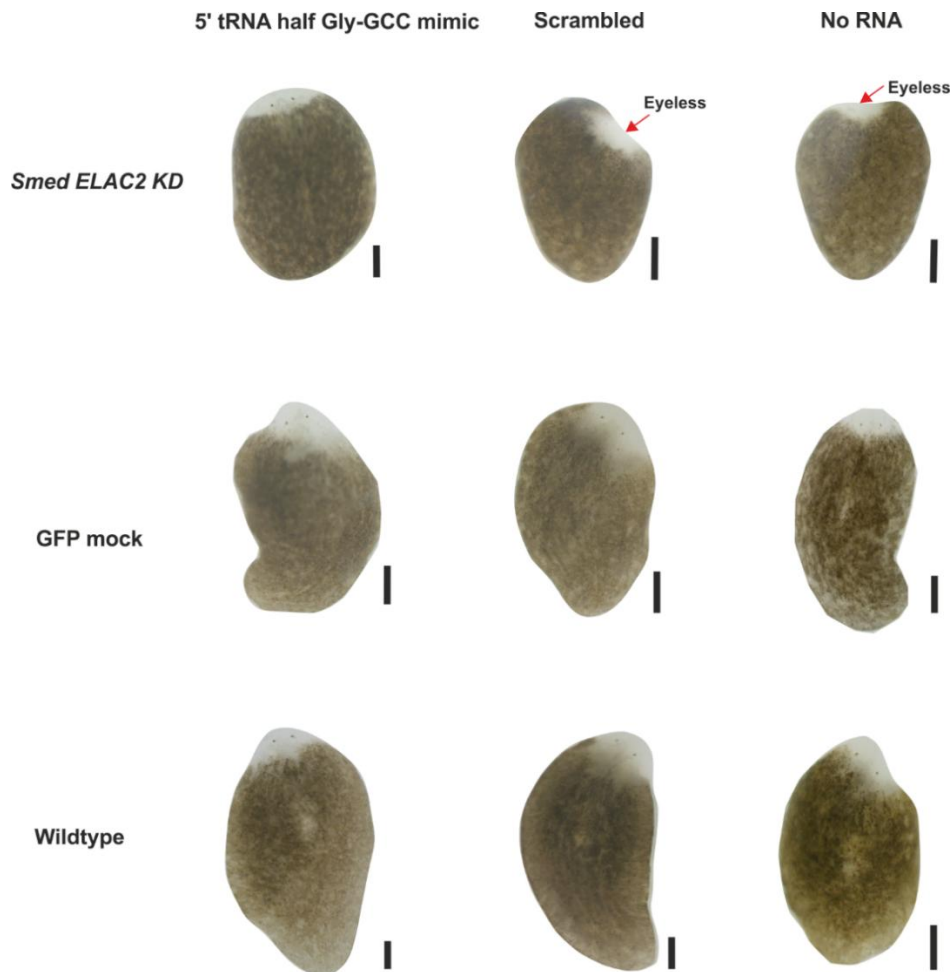 5' tRNA half Gly-GCC mimic
Scrambled
No RNA
Smed ELAC2 KD
Eyeless
Eyeless
GFP mock
Wildtype